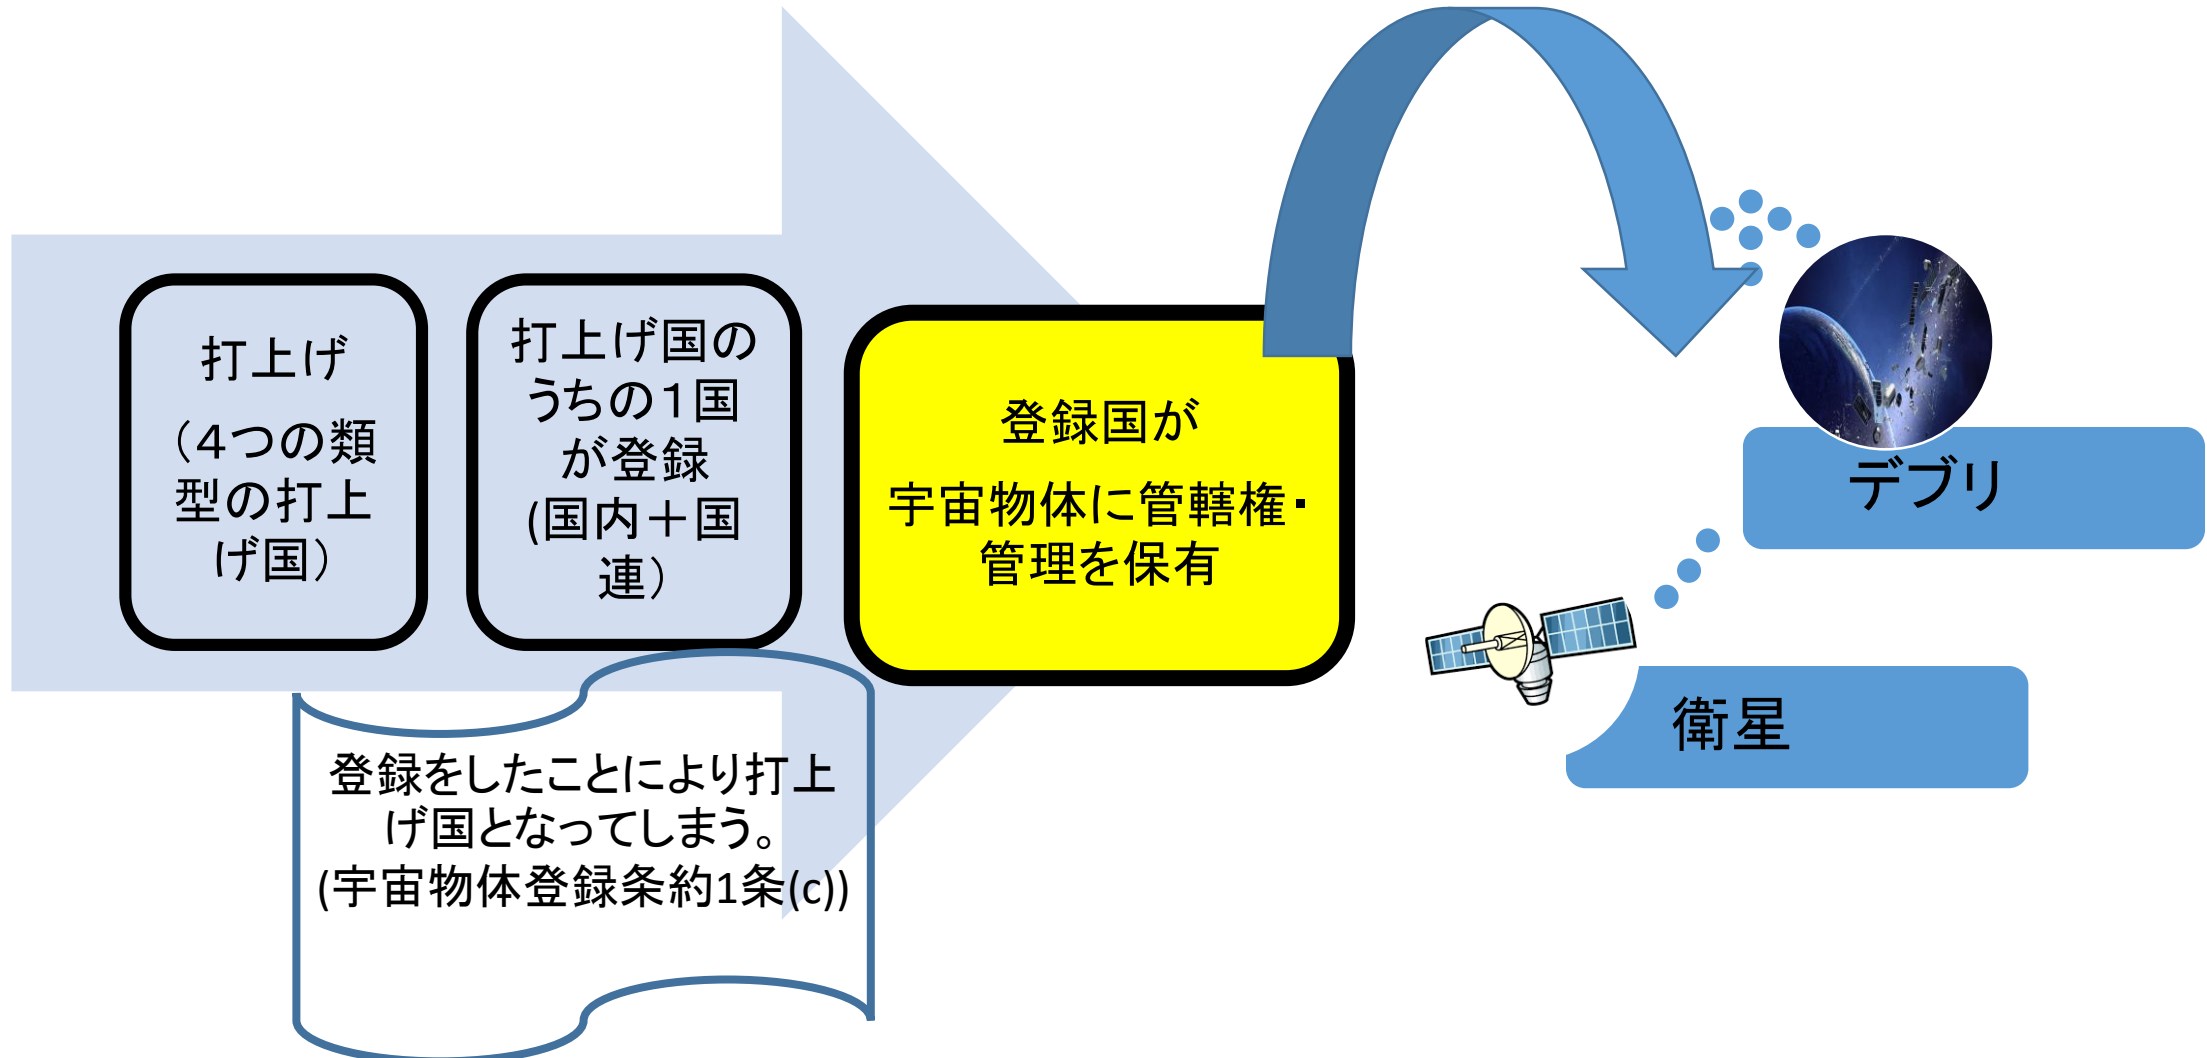 打上げ
（４つの類
型の打上
げ国）
打上げ国の
うちの１国
が登録
(国内＋国
連）
登録国が
宇宙物体に管轄権・
管理を保有
登録をしたことにより打上
げ国となってしまう。
(宇宙物体登録条約1条(c))
デブリ
衛星